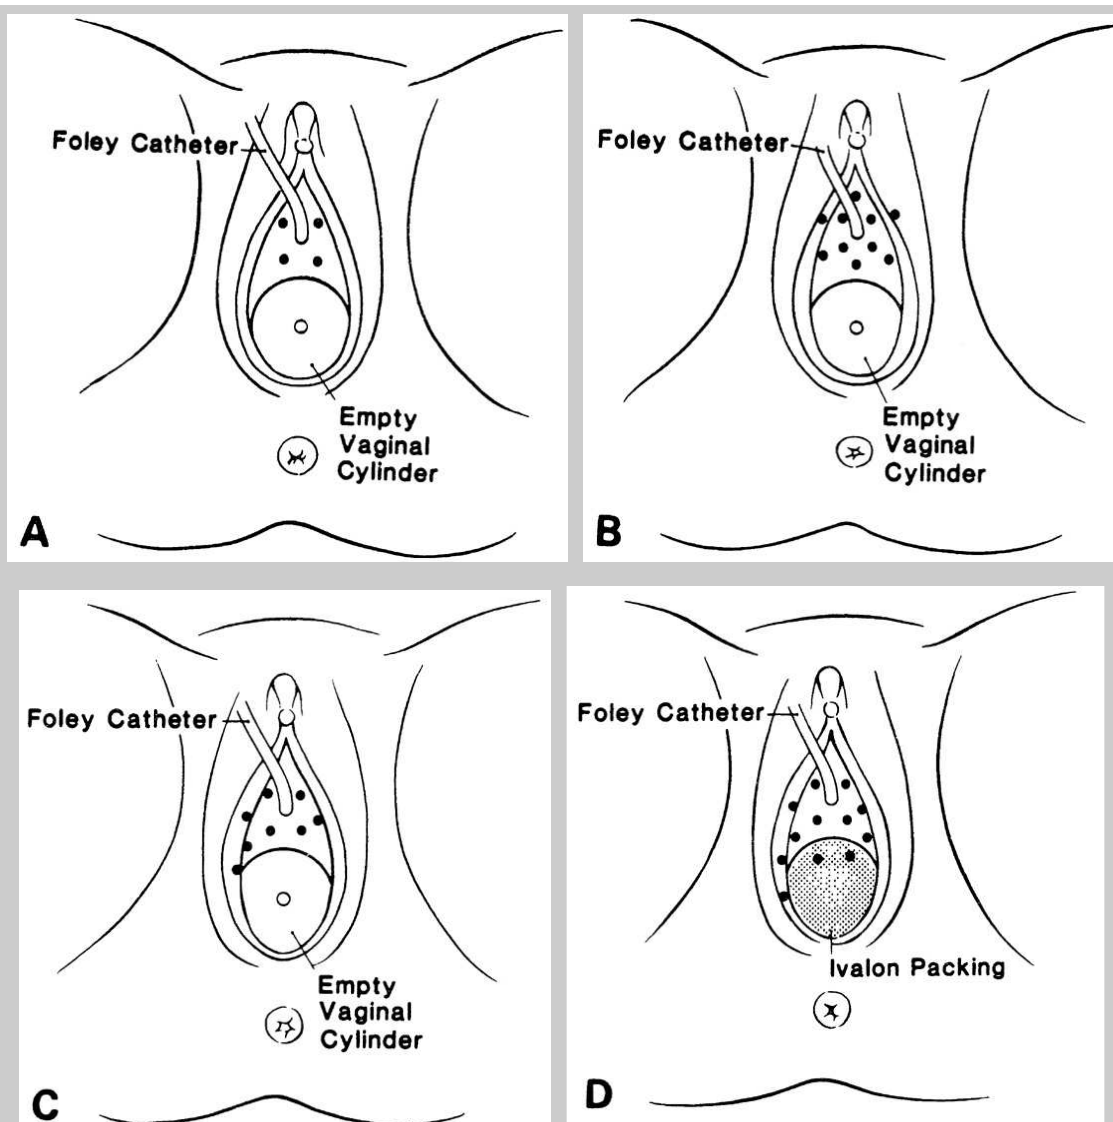 Foley Catheter
Empty
Vaginal
Cylinder
A
Foley Catheter
Empty
Vaginal
Cylinder
B
Foley Catheter
Empty
Vaginal
Cylinder
C
Foley Catheter
Ivalon Packing
D